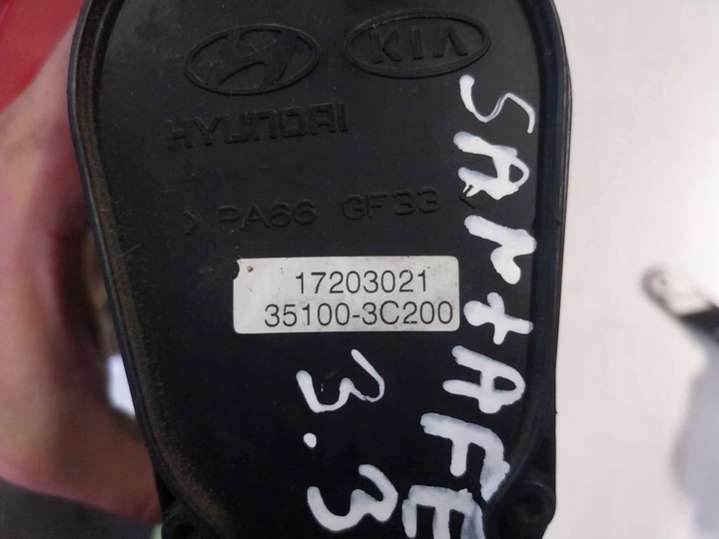 KIA
HYUNDAI
> PA66 GF33 <
17203021
35100-3C200
SANtAFE
3.3